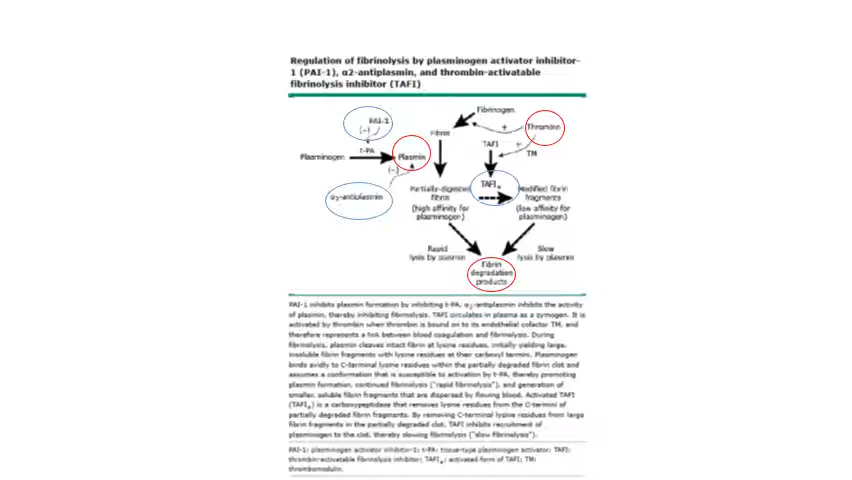 Regulation of fibrinolysis by plasminogen activator inhibitor-
1 (PAI-1), α2-antiplasmin, and thrombin-activatable
fibrinolysis inhibitor (TAFI)
Fibrinogen
PAI-1
(-)
Thrombin
+
Fibrin
TAFI
+
t-PA
TM
Plasminogen
Plasmin
(-)
TAFIa
α2-antiplasmin
Partially-digested
fibrin
(high affinity for
plasminogen)
Modified fibrin
fragments
(low affinity for
plasminogen)
Rapid
lysis by plasmin
Slow
lysis by plasmin
Fibrin
degradation
products
PAI-1 inhibits plasmin formation by inhibiting t-PA. α2-antiplasmin inhibits the activity
of plasmin, thereby inhibiting fibrinolysis. TAFI circulates in plasma as a zymogen. It is
activated by thrombin when thrombin is bound on to its endothelial cofactor TM, and
therefore represents a link between blood coagulation and fibrinolysis. During
fibrinolysis, plasmin cleaves intact fibrin at lysine residues, initially yielding large,
insoluble fibrin fragments with lysine residues at their carboxyl termini. Plasminogen
binds avidly to C-terminal lysine residues within the partially degraded fibrin clot and
assumes a conformation that is susceptible to activation by t-PA, thereby promoting
plasmin formation, continued fibrinolysis ("rapid fibrinolysis"), and generation of
smaller, soluble fibrin fragments that are dispersed by flowing blood. Activated TAFI
(TAFIa) is a carboxypeptidase that removes lysine residues from the C-termini of
partially degraded fibrin fragments. By removing C-terminal lysine residues from large
fibrin fragments in the partially degraded clot, TAFI inhibits recruitment of
plasminogen to the clot, thereby slowing fibrinolysis ("slow fibrinolysis").
PAI-1: plasminogen activator inhibitor-1; t-PA: tissue-type plasminogen activator; TAFI:
thrombin-activatable fibrinolysis inhibitor; TAFIa: activated form of TAFI; TM:
thrombomodulin.